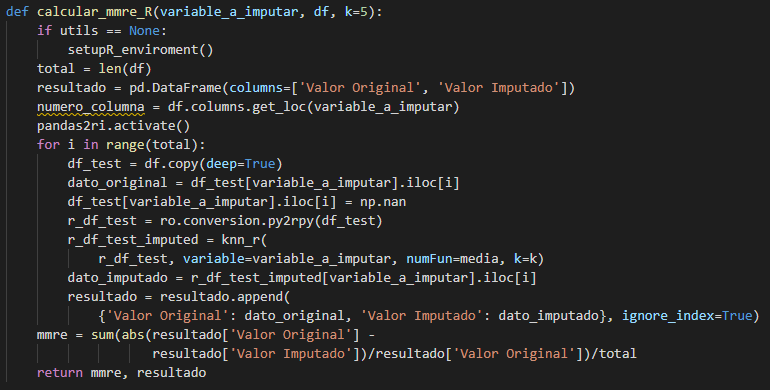 def calcular_mmre_R(variable_a_imputar, df, k=5):
    if utils == None:
        setupR_enviroment()
    total = len(df)
    resultado = pd.DataFrame(columns=['Valor Original', 'Valor Imputado'])
    numero_columna = df.columns.get_loc(variable_a_imputar)
    pandas2ri.activate()
    for i in range(total):
        df_test = df.copy(deep=True)
        dato_original = df_test[variable_a_imputar].iloc[i]
        df_test[variable_a_imputar].iloc[i] = np.nan
        r_df_test = ro.conversion.py2rpy(df_test)
        r_df_test_imputed = knn_r(
            r_df_test, variable=variable_a_imputar, numFun=media, k=k)
        dato_imputado = r_df_test_imputed[variable_a_imputar].iloc[i]
        resultado = resultado.append(
            {'Valor Original': dato_original, 'Valor Imputado': dato_imputado}, ignore_index=True)
    mmre = sum(abs(resultado['Valor Original'] -
                   resultado['Valor Imputado'])/resultado['Valor Original'])/total
    return mmre, resultado